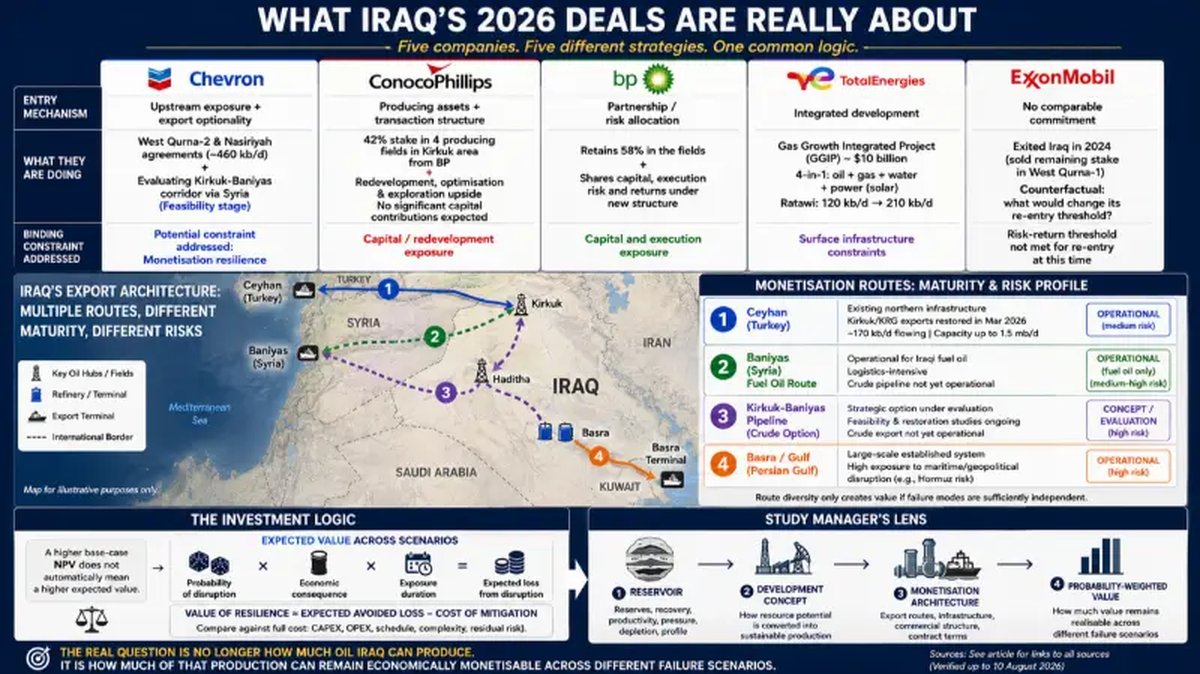 WHAT IRAQ'S 2026 DEALS ARE REALLY ABOUT
Five companies. Five different strategies. One common logic.
Chevron
ConocoPhillips
bp
TotalEnergies
ExxonMobil
ENTRY
MECHANISM
Upstream exposure +
export optionality
Producing assets +
transaction structure
Partnership /
risk allocation
Integrated development
No comparable
commitment
WHAT THEY
ARE DOING
West Qurna-2 & Nasiriyah
agreements (~460 kb/d)
+
Evaluating Kirkuk-Baniyas
corridor via Syria
(Feasibility stage)
42% stake in 4 producing
fields in Kirkuk area
from BP
+
Redevelopment, optimisation
& exploration upside
No significant capital
contributions expected
Retains 58% in the fields
+
Shares capital, execution
risk and returns under
new structure
Gas Growth Integrated Project
(GGIP) ~ $10 billion
4-in-1: oil + gas + water
+ power (solar)
Ratawi: 120 kb/d → 210 kb/d
Exited Iraq in 2024
(sold remaining stake
in West Qurna-1)
Counterfactual:
what would change its
re-entry threshold?
BINDING
CONSTRAINT
ADDRESSED
Potential constraint
addressed:
Monetisation resilience
Capital / redevelopment
exposure
Capital and execution
exposure
Surface infrastructure
constraints
Risk-return threshold
not met for re-entry
at this time
IRAQ'S EXPORT ARCHITECTURE:
MULTIPLE ROUTES, DIFFERENT
MATURITY, DIFFERENT RISKS
Key Oil Hubs / Fields
Refinery / Terminal
Export Terminal
International Border
Map for illustrative purposes only.
Ceyhan
(Turkey)
TURKEY
1
Kirkuk
SYRIA
2
Baniyas
(Syria)
IRAN
Haditha
3
IRAQ
Mediterranean
Sea
Basra
4
Basra
Terminal
SAUDI ARABIA
KUWAIT
MONETISATION ROUTES: MATURITY & RISK PROFILE
1
Ceyhan
(Turkey)
Existing northern infrastructure
Kirkuk/KRG exports restored in Mar 2026
~170 kb/d flowing | Capacity up to 1.5 mb/d
OPERATIONAL
(medium risk)
2
Baniyas
(Syria)
Fuel Oil Route
Operational for Iraqi fuel oil
Logistics-intensive
Crude pipeline not yet operational
OPERATIONAL
(fuel oil only)
(medium-high risk)
3
Kirkuk-Baniyas
Pipeline
(Crude Option)
Strategic option under evaluation
Feasibility & restoration studies ongoing
Crude export not yet operational
CONCEPT /
EVALUATION
(high risk)
4
Basra / Gulf
(Persian Gulf)
Large-scale established system
High exposure to maritime/geopolitical
disruption (e.g., Hormuz risk)
OPERATIONAL
(high risk)
Route diversity only creates value if failure modes are sufficiently independent.
THE INVESTMENT LOGIC
A higher base-case
NPV does not
automatically mean
a higher expected value.
→
EXPECTED VALUE ACROSS SCENARIOS
Probability
of disruption
×
Economic
consequence
×
Exposure
duration
=
Expected loss
from disruption
VALUE OF RESILIENCE = EXPECTED AVOIDED LOSS – COST OF MITIGATION
Compare against full cost: CAPEX, OPEX, schedule, complexity, residual risk).
STUDY MANAGER'S LENS
1 RESERVOIR
Reserves, recovery,
productivity, pressure,
depletion, profile
2 DEVELOPMENT
CONCEPT
How resource potential
is converted into
sustainable production
3 MONETISATION
ARCHITECTURE
Export routes, infrastructure,
commercial structure,
contract terms
4 PROBABILITY-WEIGHTED
VALUE
How much value remains
realisable across
different failure scenarios
THE REAL QUESTION IS NO LONGER HOW MUCH OIL IRAQ CAN PRODUCE.
IT IS HOW MUCH OF THAT PRODUCTION CAN REMAIN ECONOMICALLY MONETISABLE ACROSS DIFFERENT FAILURE SCENARIOS.
Sources: See article for links to all sources
(Verified up to 10 August 2026)